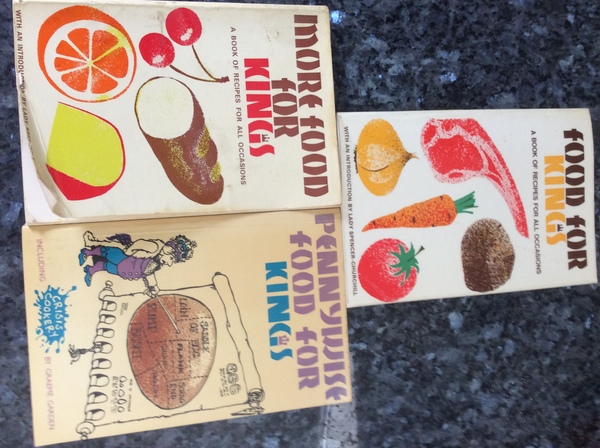 MORE FOOD
FOR
KINGS
A BOOK OF RECIPES FOR ALL OCCASIONS
WITH AN INTRODUCTION BY LADY
FOOD FOR
KINGS
A BOOK OF RECIPES FOR ALL OCCASIONS
WITH AN INTRODUCTION BY LADY SPENCER-CHURCHILL
PENNYWISE
FOOD FOR
KINGS
SADDLE
INCLUDING
CRISIS
COOKERY
BY GRAEME GARDEN